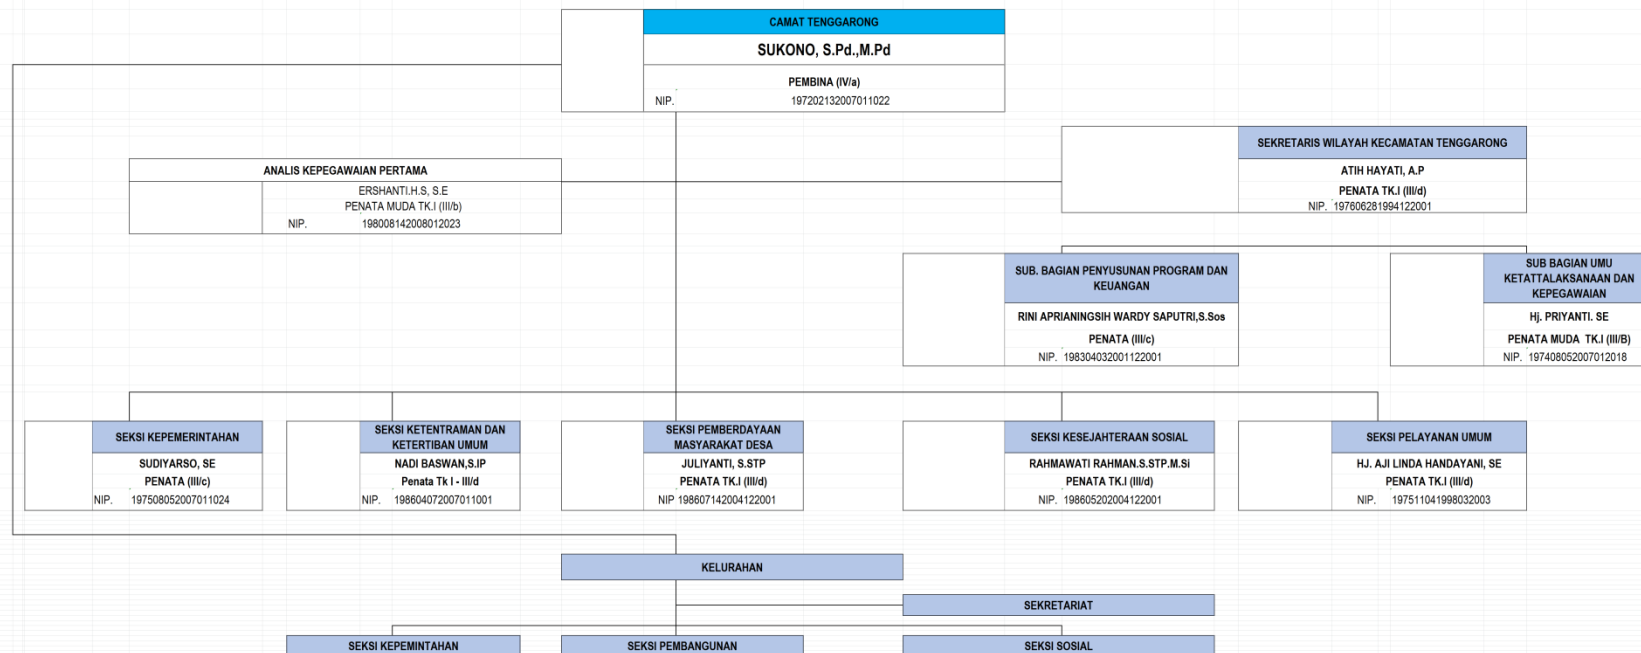 CAMAT TENGGARONG
SUKONO, S.Pd.,M.Pd
PEMBINA (IV/a)
NIP. 197202132007011022
SEKRETARIS WILAYAH KECAMATAN TENGGARONG
ATIH HAYATI, A.P
PENATA TK.I (III/d)
NIP. 197606281994122001
ANALIS KEPEGAWAIAN PERTAMA
ERSHANTI.H.S, S.E
PENATA MUDA TK.I (III/b)
NIP. 198008142008012023
SUB. BAGIAN PENYUSUNAN PROGRAM DAN
KEUANGAN
RINI APRIANINGSIH WARDY SAPUTRI,S.Sos
PENATA (III/c)
NIP. 198304032001122001
SUB BAGIAN UMU
KETATTALAKSANAAN DAN
KEPEGAWAIAN
Hj. PRIYANTI. SE
PENATA MUDA TK.I (III/B)
NIP. 197408052007012018
SEKSI KEPEMERINTAHAN
SUDIYARSO, SE
PENATA (III/c)
NIP. 197508052007011024
SEKSI KETENTRAMAN DAN
KETERTIBAN UMUM
NADI BASWAN,S.IP
Penata Tk I - III/d
NIP. 198604072007011001
SEKSI PEMBERDAYAAN
MASYARAKAT DESA
JULIYANTI, S.STP
PENATA TK.I (III/d)
NIP 198607142004122001
SEKSI KESEJAHTERAAN SOSIAL
RAHMAWATI RAHMAN.S.STP.M.Si
PENATA TK.I (III/d)
NIP. 198605202004122001
SEKSI PELAYANAN UMUM
HJ. AJI LINDA HANDAYANI, SE
PENATA TK.I (III/d)
NIP. 197511041998032003
KELURAHAN
SEKRETARIAT
SEKSI KEPEMINTAHAN
SEKSI PEMBANGUNAN
SEKSI SOSIAL